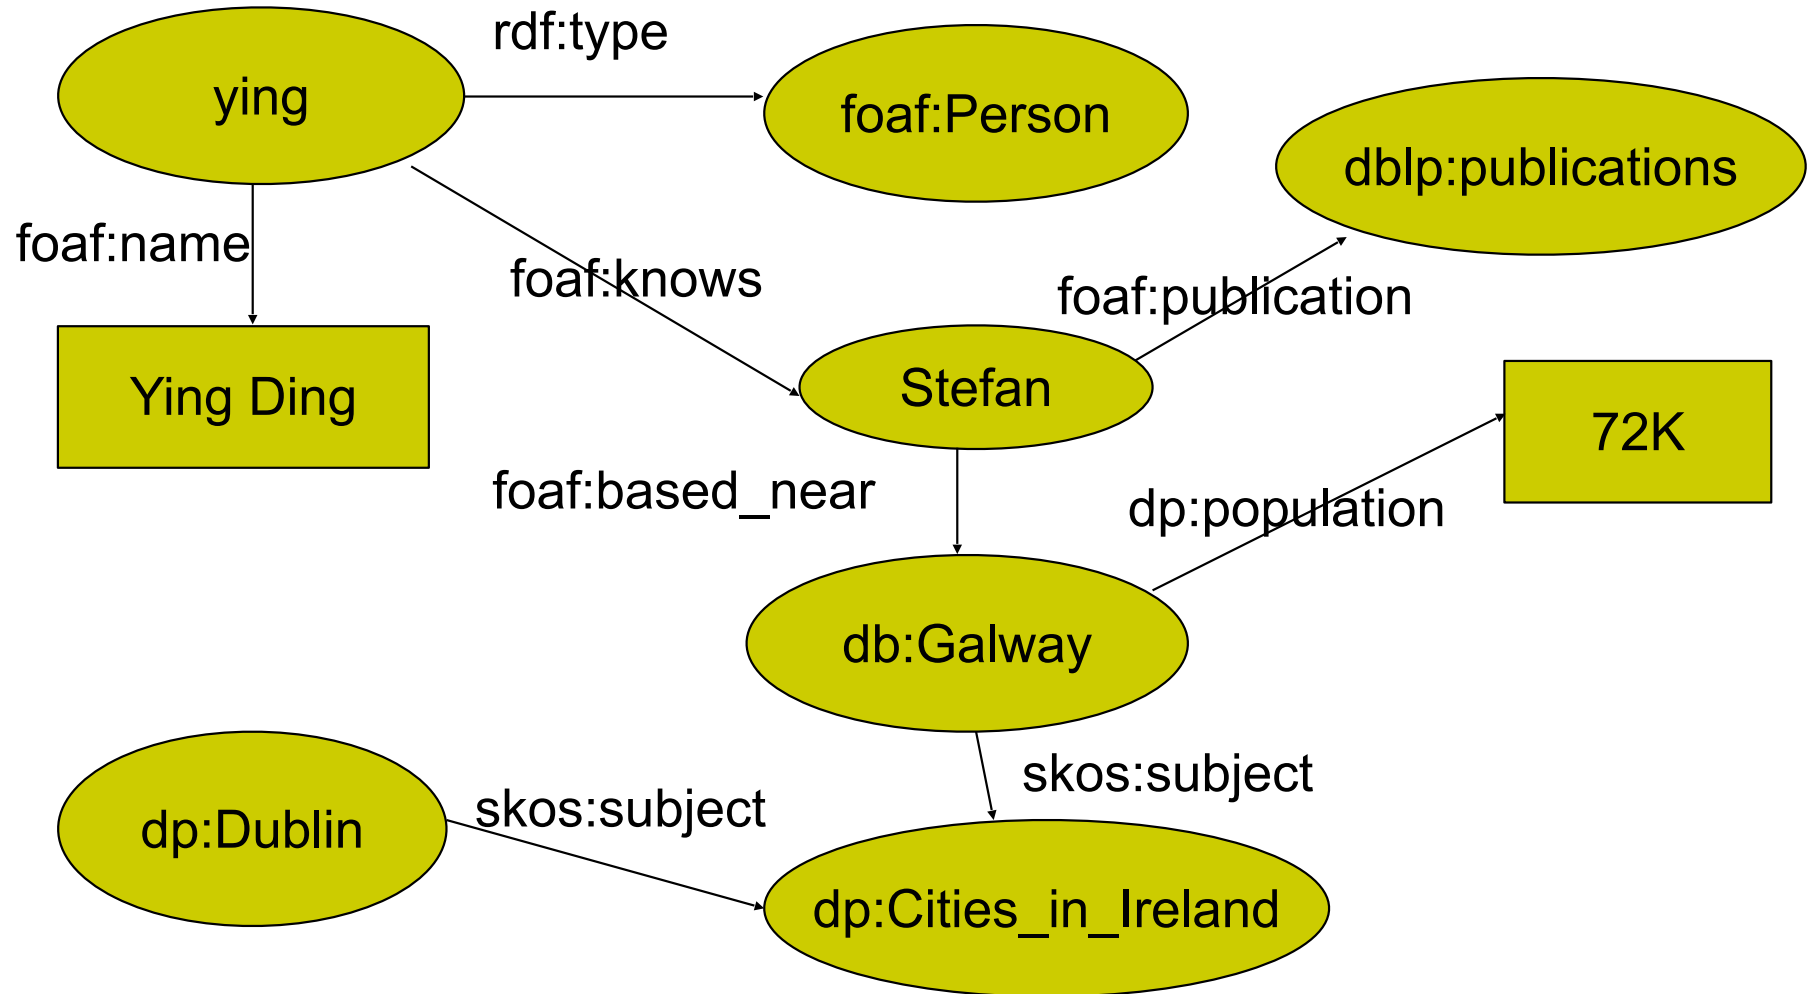 rdf:type
ying
foaf:Person
dblp:publications
foaf:name
foaf:knows
foaf:publication
Ying Ding
Stefan
72K
foaf:based_near
dp:population
db:Galway
skos:subject
skos:subject
dp:Dublin
dp:Cities_in_Ireland